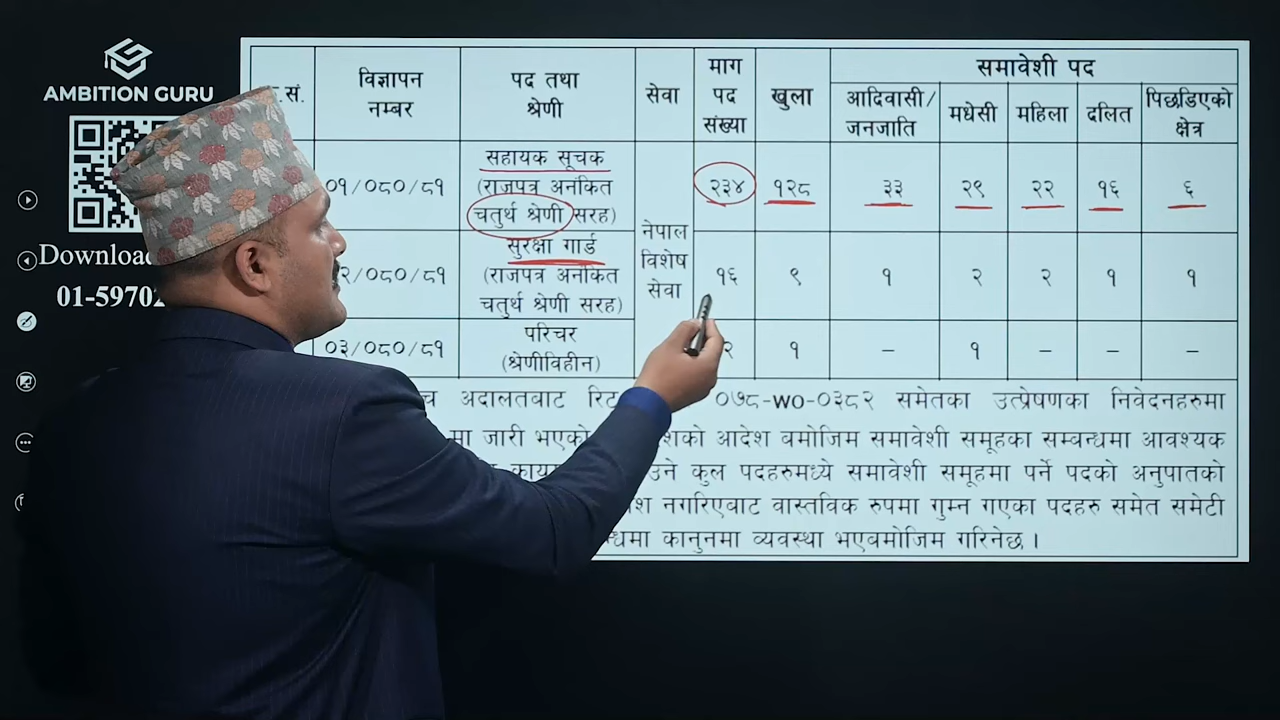 AMBITION GURU
Download
01-5970
.सं.
विज्ञापन
नम्बर
पद तथा
श्रेणी
सेवा
माग
पद
संख्या
खुला
समावेशी पद
आदिवासी/
जनजाति
मधेसी
महिला
दलित
पिछडिएको
क्षेत्र
०१/०८०/८१
सहायक सूचक
(राजपत्र अनंकित
चतुर्थ श्रेणी सरह)
नेपाल
विशेष
सेवा
२३४
१२८
३३
२९
२२
१६
६
२/०८०/८१
सुरक्षा गार्ड
(राजपत्र अनंकित
चतुर्थ श्रेणी सरह)
१६
९
१
२
२
१
१
०३/०८०/८१
परिचर
(श्रेणीविहीन)
२
१
–
१
–
–
–
च अदालतबाट रिट ०७८-wo-०३८२ समेतका उत्प्रेषणका निवेदनहरुमा
मा जारी भएको आदेश बमोजिम समावेशी समूहका सम्बन्धमा आवश्यक
उने कुल पदहरुमध्ये समावेशी समूहमा पर्ने पदको अनुपातको
नगरिएबाट वास्तविक रुपमा गुम्न गएका पदहरु समेत समेटी
कानुनमा व्यवस्था भएबमोजिम गरिनेछ ।